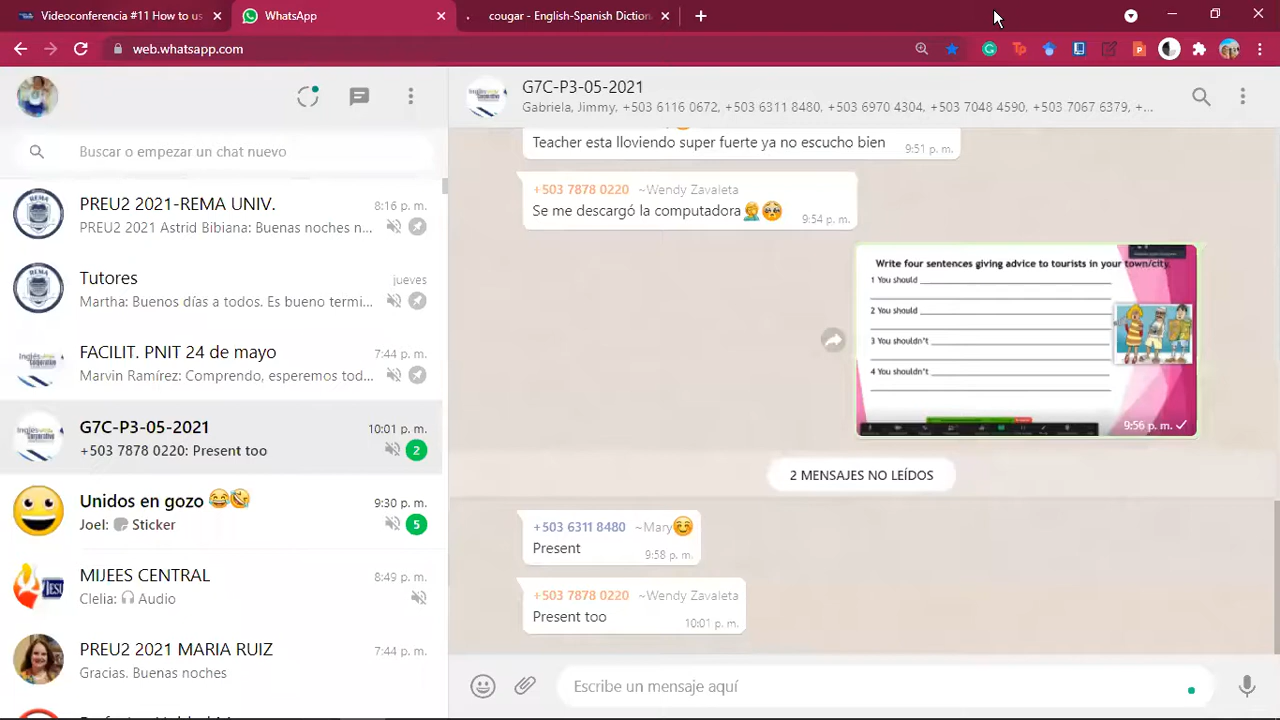 Videoconferencia #11 How to us
WhatsApp
cougar - English-Spanish Diction
web.whatsapp.com
Buscar o empezar un chat nuevo
PREU2 2021-REMA UNIV.
8:16 p. m.
PREU2 2021 Astrid Bibiana: Buenas noches n...
Tutores
jueves
Martha: Buenos días a todos. Es bueno termi...
FACILIT. PNIT 24 de mayo
7:44 p. m.
Marvin Ramirez: Comprendo, esperemos tod...
G7C-P3-05-2021
10:01 p. m.
+503 7878 0220: Present too
2
Unidos en gozo 😂🤣
9:30 p. m.
Joel: Sticker
5
MIJEES CENTRAL
8:49 p. m.
Clelia: Audio
PREU2 2021 MARIA RUIZ
7:44 p. m.
Gracias. Buenas noches
G7C-P3-05-2021
Gabriela, Jimmy, +503 6116 0672, +503 6311 8480, +503 6970 4304, +503 7048 4590, +503 7067 6379, +...
Teacher esta lloviendo super fuerte ya no escucho bien
9:51 p. m.
+503 7878 0220 ~Wendy Zavaleta
Se me descargó la computadora🤦🥺
9:54 p. m.
Write four sentences giving advice to tourists in your town/city
1 You should
2 You should
3 You shouldn't
4 You shouldn't
9:56 p. m.
2 MENSAJES NO LEÍDOS
+503 6311 8480 ~Mary😊
Present
9:58 p. m.
+503 7878 0220 ~Wendy Zavaleta
Present too
10:01 p. m.
Escribe un mensaje aquí